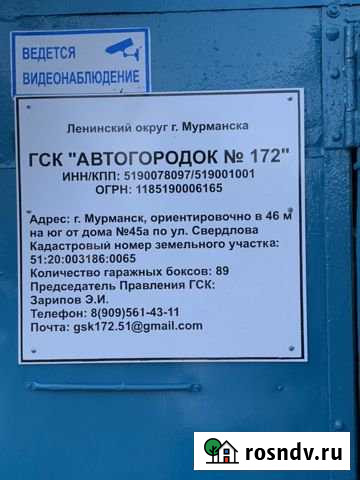 ВЕДЕТСЯ
ВИДЕОНАБЛЮДЕНИЕ
Ленинский округ г. Мурманска
ГСК "АВТОГОРОДОК № 172"
ИНН/КПП: 5190078097/519001001
ОГРН: 1185190006165
Адрес: г. Мурманск, ориентировочно в 46 м
на юг от дома №45а по ул. Свердлова
Кадастровый номер земельного участка:
51:20:003186:0065
Количество гаражных боксов: 89
Председатель Правления ГСК:
Зарипов Э.И.
Телефон: 8(909)561-43-11
Почта: gsk172.51@gmail.com
rosndv.ru